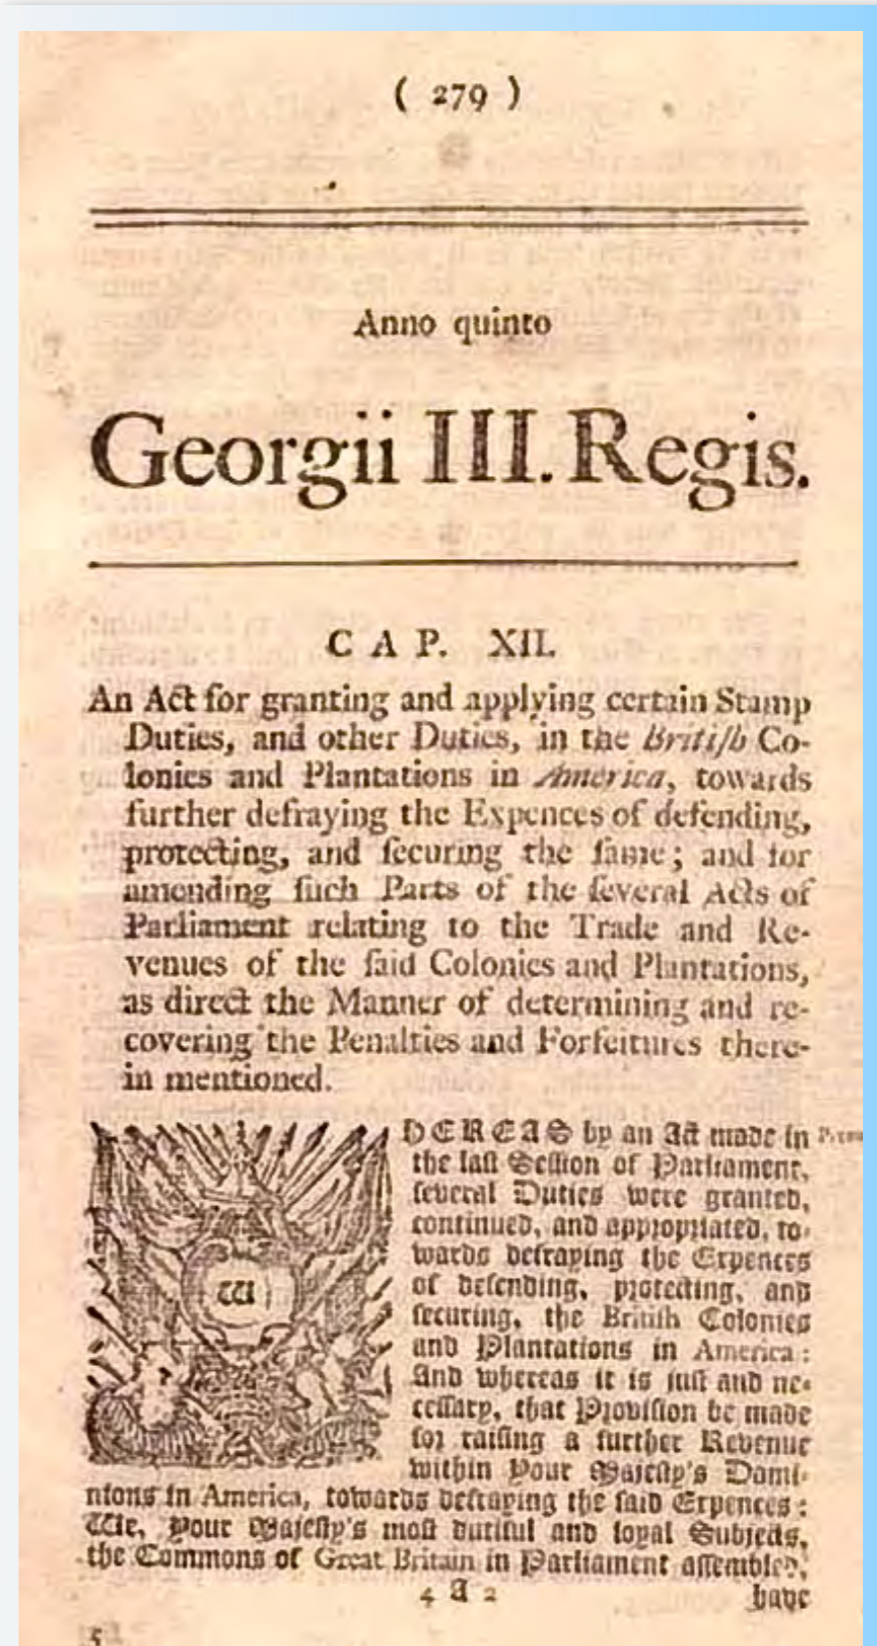 ( 279 )
Anno quinto
Georgii III. Regis.
C A P. XII.
An Act for granting and applying certain Stamp
Duties, and other Duties, in the Britiſh Co-
lonies and Plantations in America, towards
further defraying the Expences of defending,
protecting, and ſecuring the ſame; and for
amending ſuch Parts of the ſeveral Acts of
Parliament relating to the Trade and Re-
venues of the ſaid Colonies and Plantations,
as direct the Manner of determining and re-
covering the Penalties and Forfeitures there-
in mentioned.
WHEREAS by an Act made in
the laſt Seſſion of Parliament,
ſeveral Duties were granted,
continued, and appropriated, to-
wards defraying the Expences
of defending, protecting, and
ſecuring, the Britiſh Colonies
and Plantations in America:
And whereas it is juſt and ne-
ceſſary, that Proviſion be made
for raiſing a further Revenue
within Your Majeſty's Domi-
nions in America, towards defraying the ſaid Expences:
We, Your Majeſty's moſt dutiful and loyal Subjects,
the Commons of Great Britain in Parliament aſſembled,
4 A 2 have
5